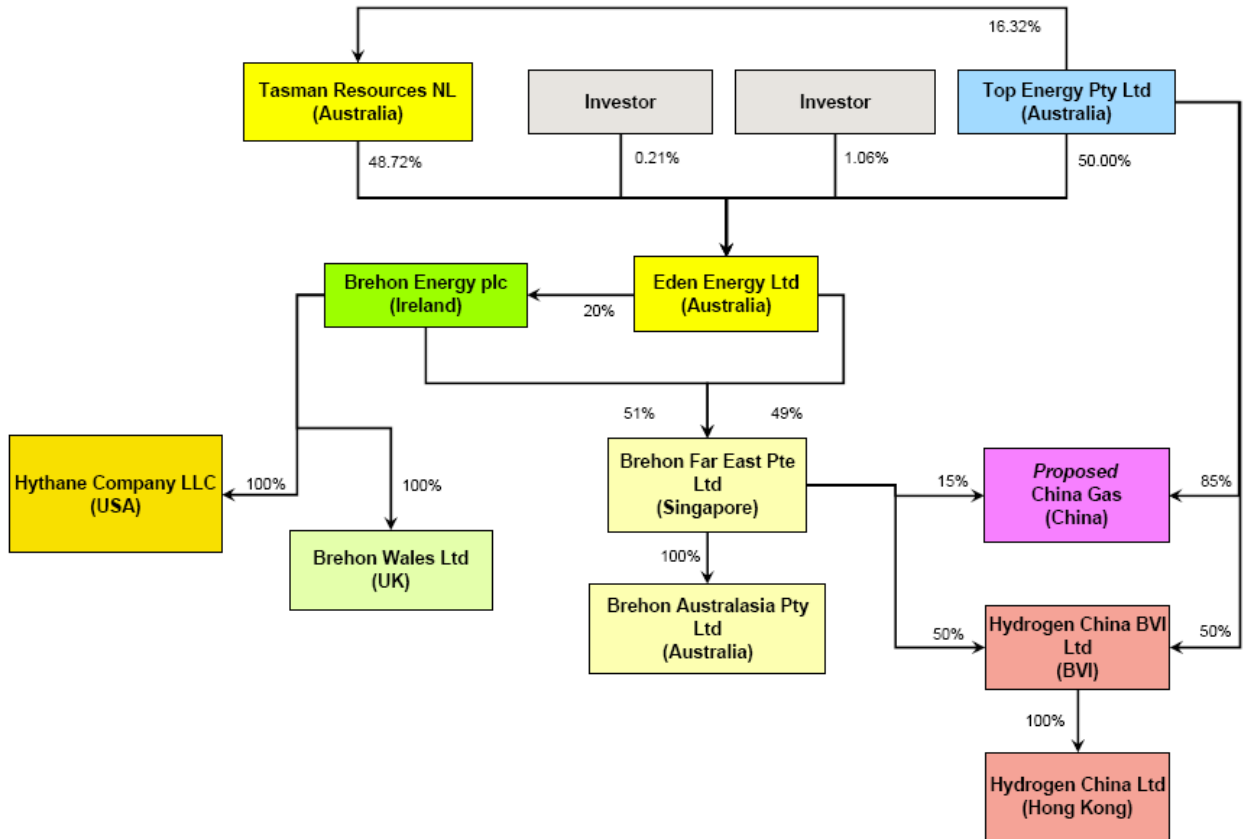 16.32%
Tasman Resources NL
(Australia)
Investor
Investor
Top Energy Pty Ltd
(Australia)
48.72%
0.21%
1.06%
50.00%
Brehon Energy plc
(Ireland)
20%
Eden Energy Ltd
(Australia)
51%
49%
Hythane Company LLC
(USA)
100%
100%
Brehon Wales Ltd
(UK)
Brehon Far East Pte
Ltd
(Singapore)
15%
Proposed
China Gas
(China)
85%
100%
Brehon Australasia Pty
Ltd
(Australia)
50%
Hydrogen China BVI
Ltd
(BVI)
50%
100%
Hydrogen China Ltd
(Hong Kong)